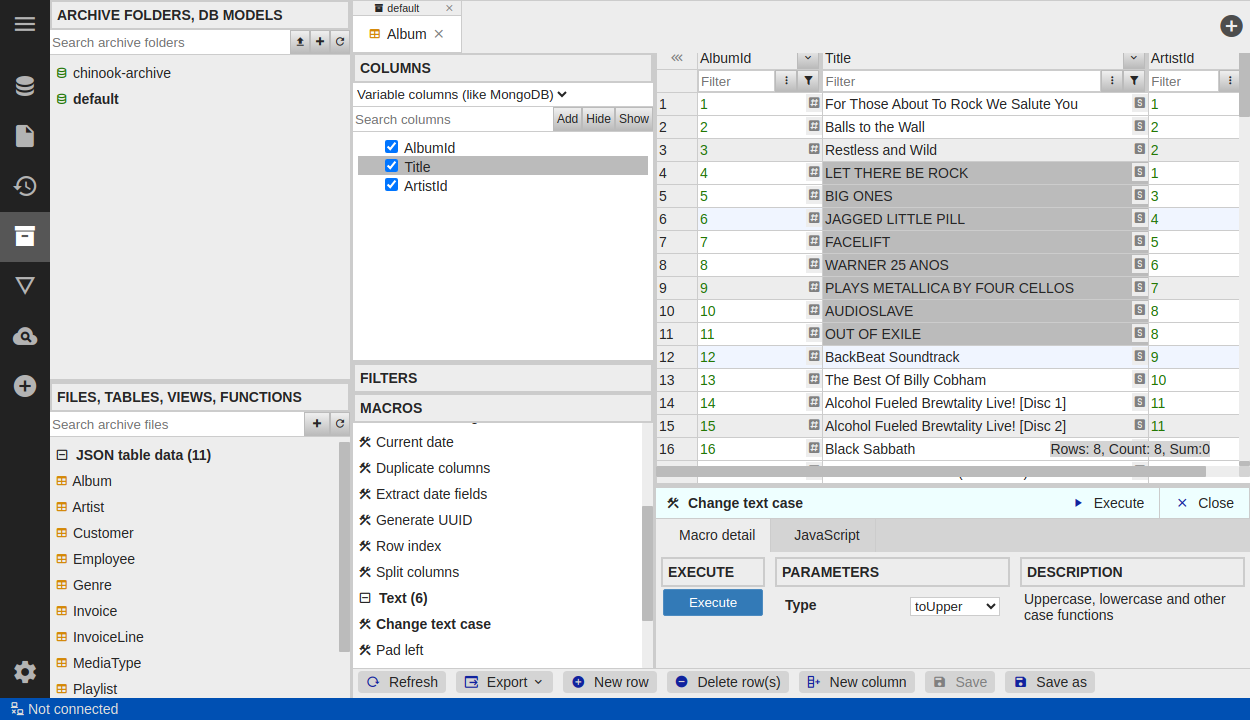 ARCHIVE FOLDERS, DB MODELS
Search archive folders
chinook-archive
default
FILES, TABLES, VIEWS, FUNCTIONS
Search archive files
JSON table data (11)
Album
Artist
Customer
Employee
Genre
Invoice
InvoiceLine
MediaType
Playlist
default
Album
COLUMNS
Variable columns (like MongoDB)
Search columns
Add Hide Show
AlbumId
Title
ArtistId
FILTERS
MACROS
Current date
Duplicate columns
Extract date fields
Generate UUID
Row index
Split columns
Text (6)
Change text case
Pad left
AlbumId Title ArtistId
Filter Filter Filter
1 1 For Those About To Rock We Salute You 1
2 2 Balls to the Wall 2
3 3 Restless and Wild 2
4 4 LET THERE BE ROCK 1
5 5 BIG ONES 3
6 6 JAGGED LITTLE PILL 4
7 7 FACELIFT 5
8 8 WARNER 25 ANOS 6
9 9 PLAYS METALLICA BY FOUR CELLOS 7
10 10 AUDIOSLAVE 8
11 11 OUT OF EXILE 8
12 12 BackBeat Soundtrack 9
13 13 The Best Of Billy Cobham 10
14 14 Alcohol Fueled Brewtality Live! [Disc 1] 11
15 15 Alcohol Fueled Brewtality Live! [Disc 2] 11
16 16 Black Sabbath
Rows: 8, Count: 8, Sum:0
Change text case
Execute
Close
Macro detail JavaScript
EXECUTE
Execute
PARAMETERS
Type toUpper
DESCRIPTION
Uppercase, lowercase and other
case functions
Refresh Export New row Delete row(s) New column Save Save as
Not connected